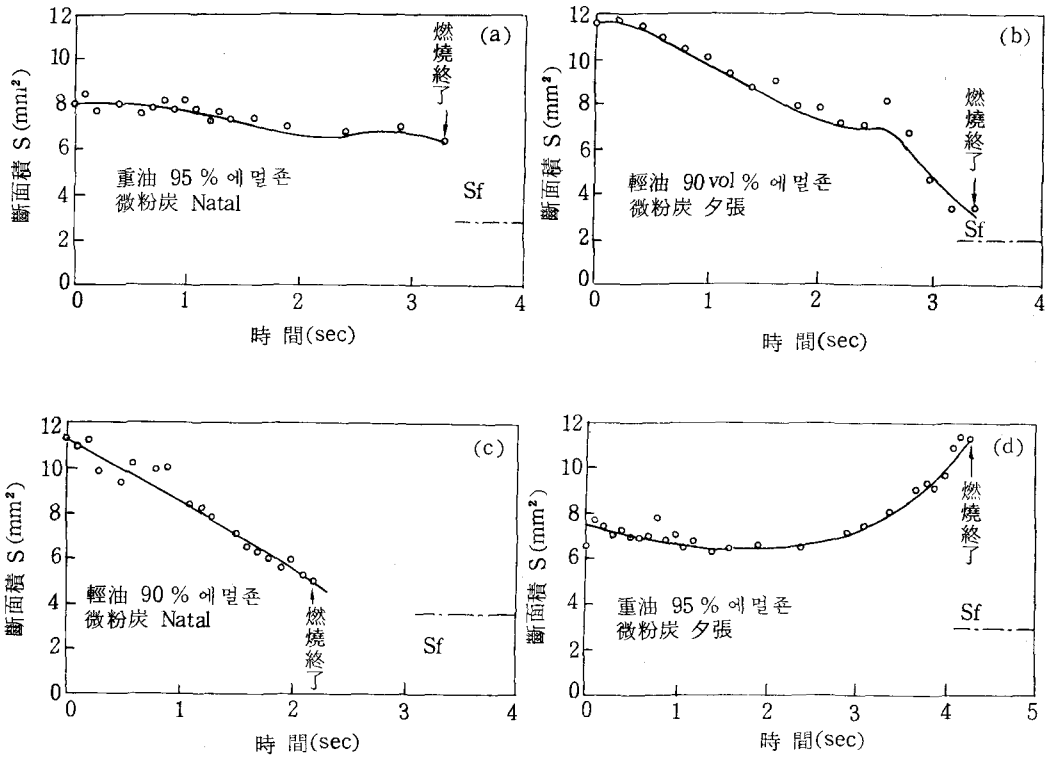 (a)
斷面積 S (mm²)
12
10
8
6
4
2
0
燃燒終了
重油 95 % 에멀죤
微粉炭 Natal
Sf
0 1 2 3 4
時 間(sec)
(b)
斷面積 S (mm²)
12
10
8
6
4
2
0
燃燒終了
輕油 90 vol % 에멀죤
微粉炭 夕張
Sf
0 1 2 3 4
時 間(sec)
(c)
斷面積 S (mm²)
12
10
8
6
4
2
0
輕油 90 % 에멀죤
微粉炭 Natal
燃燒終了
Sf
0 1 2 3 4
時 間(sec)
(d)
斷面積 S (mm²)
12
10
8
6
4
2
0
燃燒終了
重油 95 % 에멀죤
微粉炭 夕張
Sf
0 1 2 3 4 5
時 間(sec)